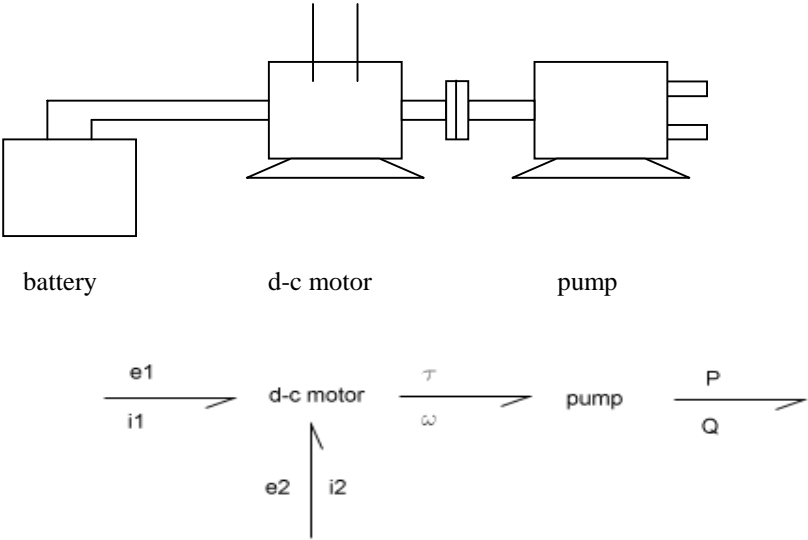 battery d-c motor pump
e1 τ P
d-c motor pump
i1 ω Q
e2 i2